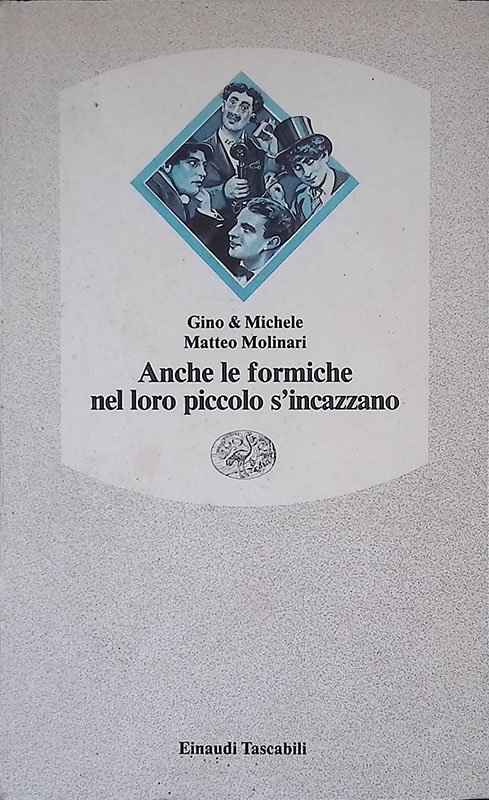 Gino & Michele
Matteo Molinari
Anche le formiche
nel loro piccolo s'incazzano
Einaudi Tascabili